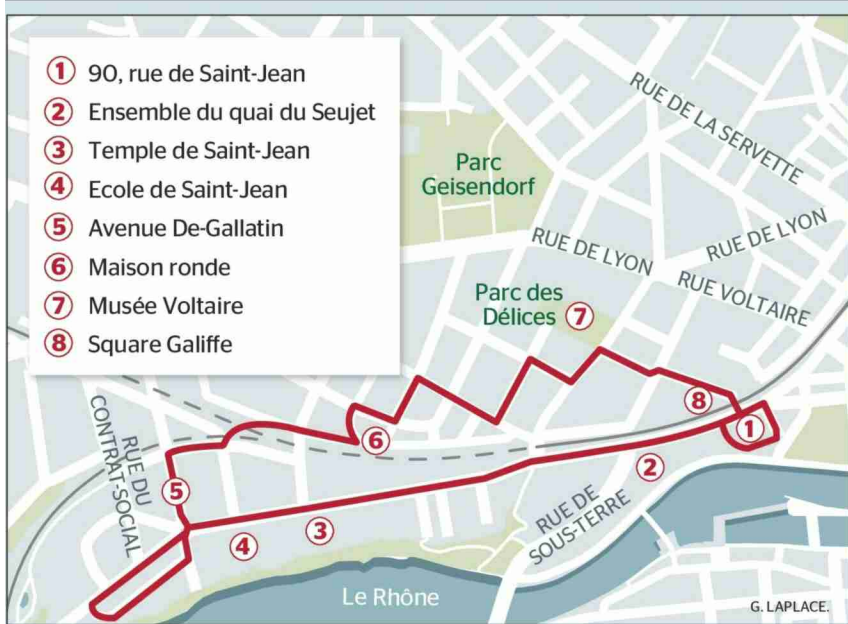 1 90, rue de Saint-Jean
2 Ensemble du quai du Seujet
3 Temple de Saint-Jean
4 Ecole de Saint-Jean
5 Avenue De-Gallatin
6 Maison ronde
7 Musée Voltaire
8 Square Galiffe
RUE DE LA SERVETTE
Parc
Geisendorf
RUE DE LYON
RUE DE LYON
RUE VOLTAIRE
Parc des
Délices
7
8
1
6
RUE DU
CONTRAT-SOCIAL
5
2
RUE DE
SOUS-TERRE
3
4
Le Rhône
G. LAPLACE.